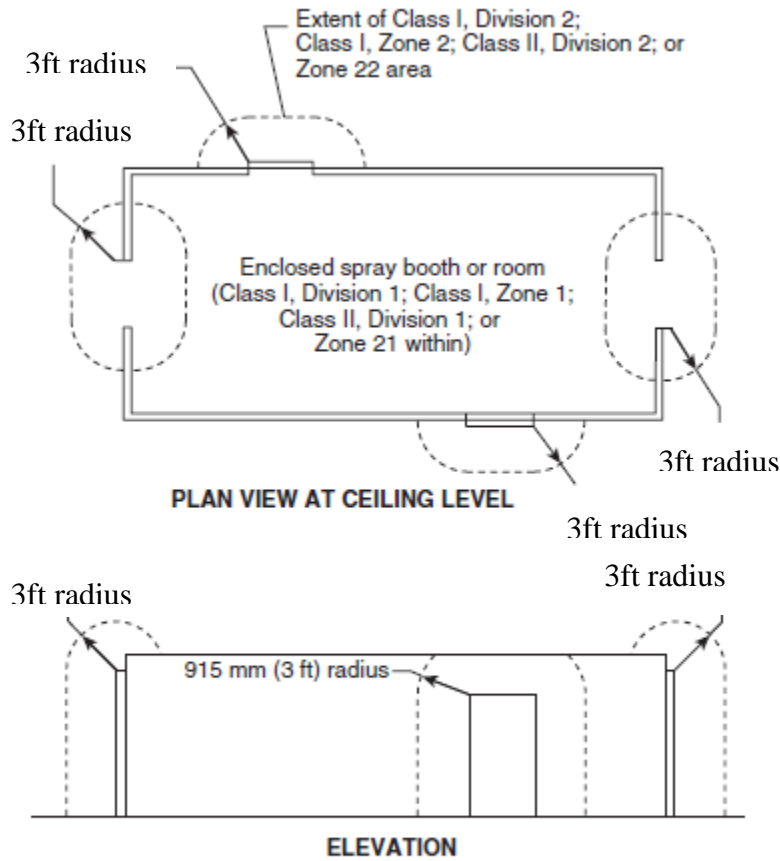 Extent of Class I, Division 2;
Class I, Zone 2; Class II, Division 2; or
Zone 22 area
3ft radius
3ft radius
Enclosed spray booth or room
(Class I, Division 1; Class I, Zone 1;
Class II, Division 1; or
Zone 21 within)
3ft radius
PLAN VIEW AT CEILING LEVEL
3ft radius
3ft radius
3ft radius
915 mm (3 ft) radius
ELEVATION